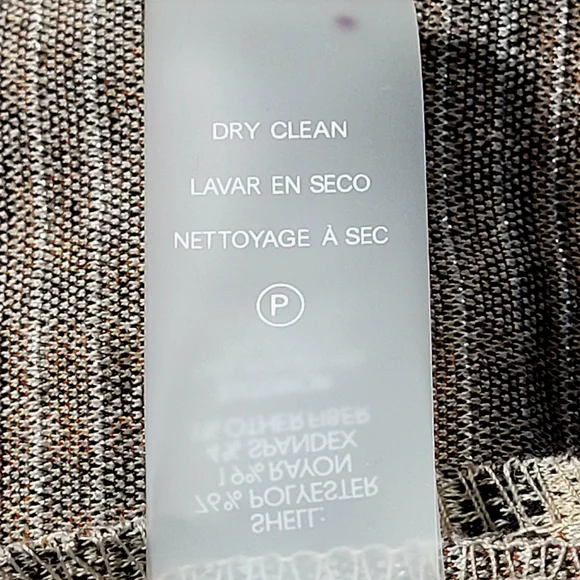 DRY CLEAN
LAVAR EN SECO
NETTOYAGE À SEC
P
1% OTHER FIBER
4% SPANDEX
19% RAYON
76% POLYESTER
SHELL: